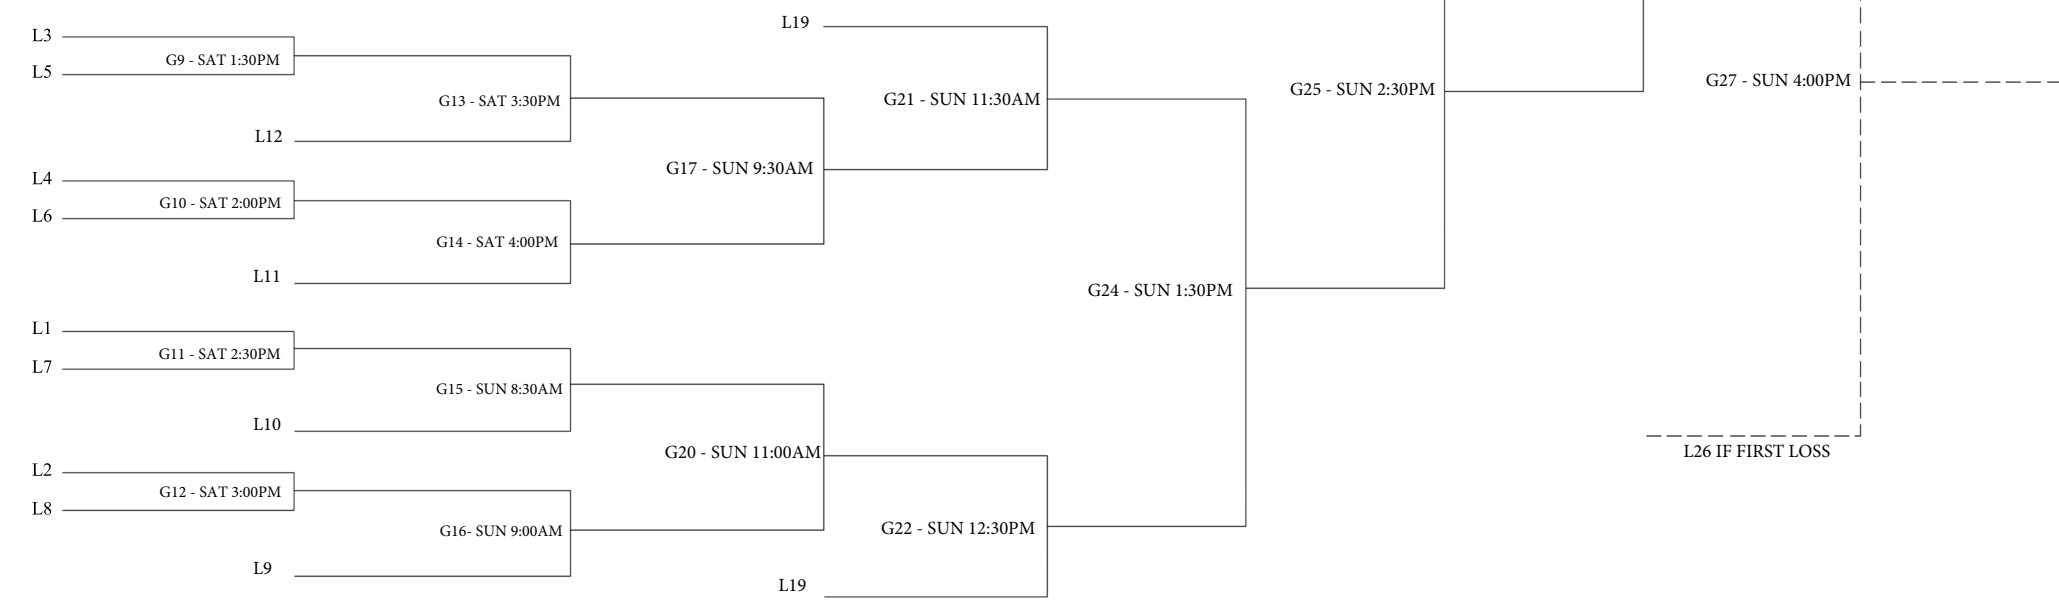 L19
L3
G9 - SAT 1:30PM
L5
G27 - SUN 4:00PM
G25 - SUN 2:30PM
G21 - SUN 11:30AM
G13 - SAT 3:30PM
L12
G17 - SUN 9:30AM
L4
G10 - SAT 2:00PM
L6
G14 - SAT 4:00PM
L11
G24 - SUN 1:30PM
L1
G11 - SAT 2:30PM
L7
G15 - SUN 8:30AM
L10
G20 - SUN 11:00AM
L26 IF FIRST LOSS
L2
G12 - SAT 3:00PM
L8
G22 - SUN 12:30PM
G16- SUN 9:00AM
L9
L19